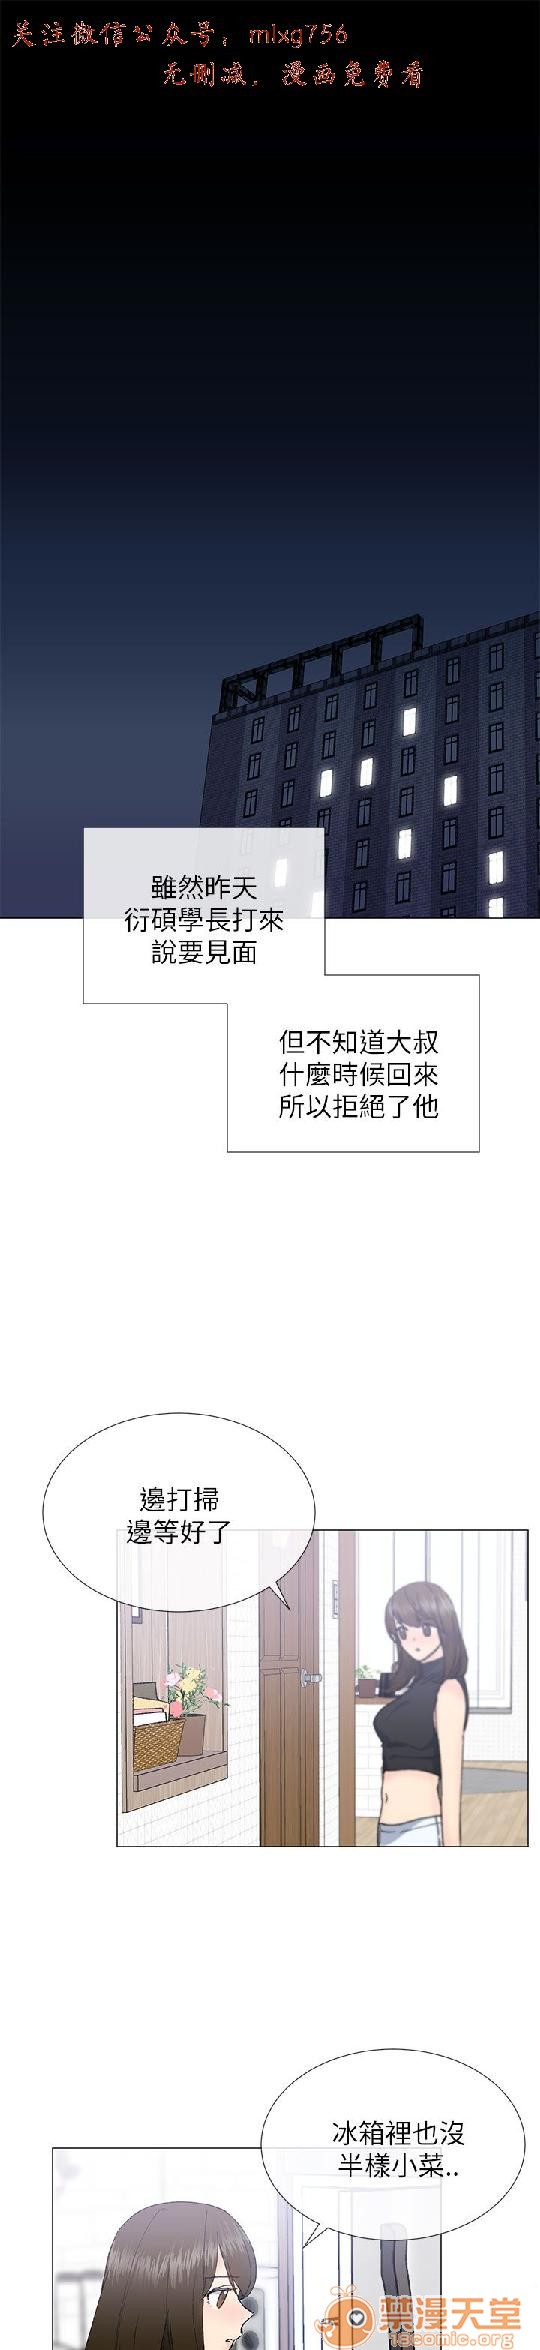 关注微信公众号，mlxg756
无删减，漫画免费看
雖然昨天
衍碩學長打來
說要見面
但不知道大叔
什麼時候回來
所以拒絕了他
邊打掃
邊等好了
冰箱裡也沒
半樣小菜..
禁漫天堂
18comic.org